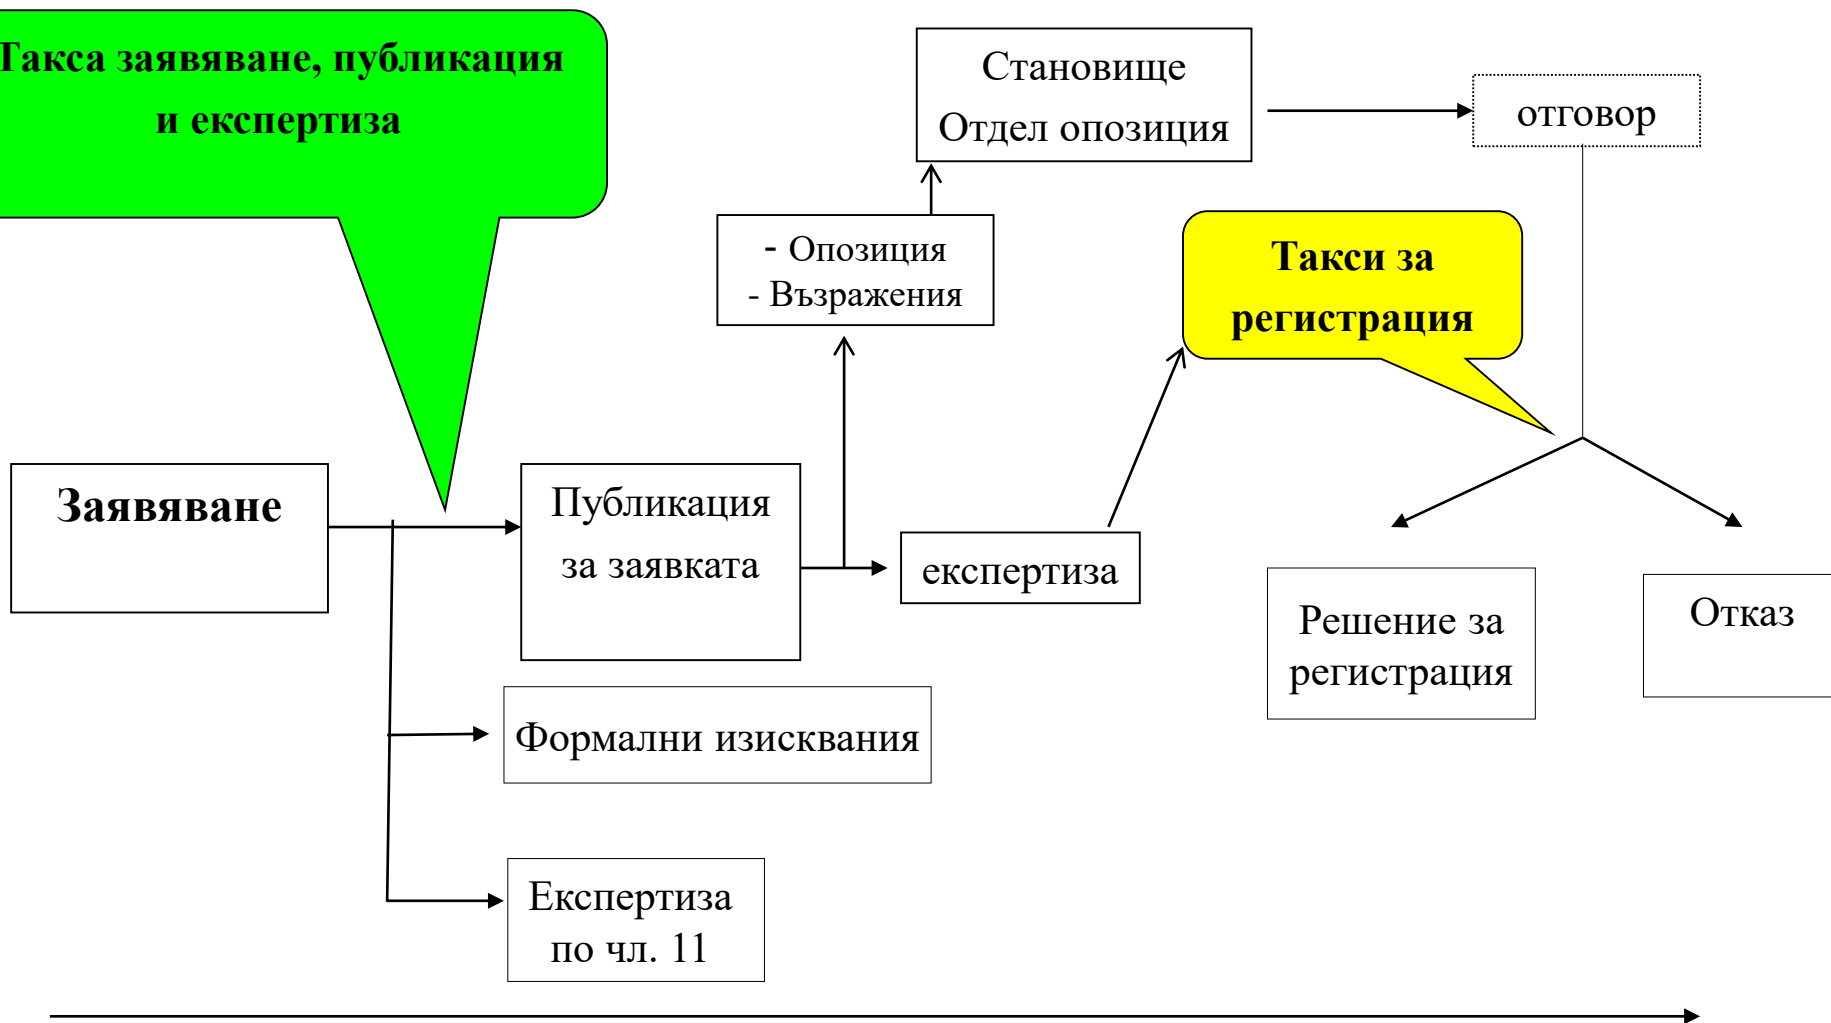 Такса заявяване, публикация
и експертиза
Становище
Отдел опозиция
отговор
- Опозиция
- Възражения
Такси за
регистрация
Заявяване
Публикация
за заявката
експертиза
Решение за
регистрация
Отказ
Формални изисквания
Експертиза
по чл. 11